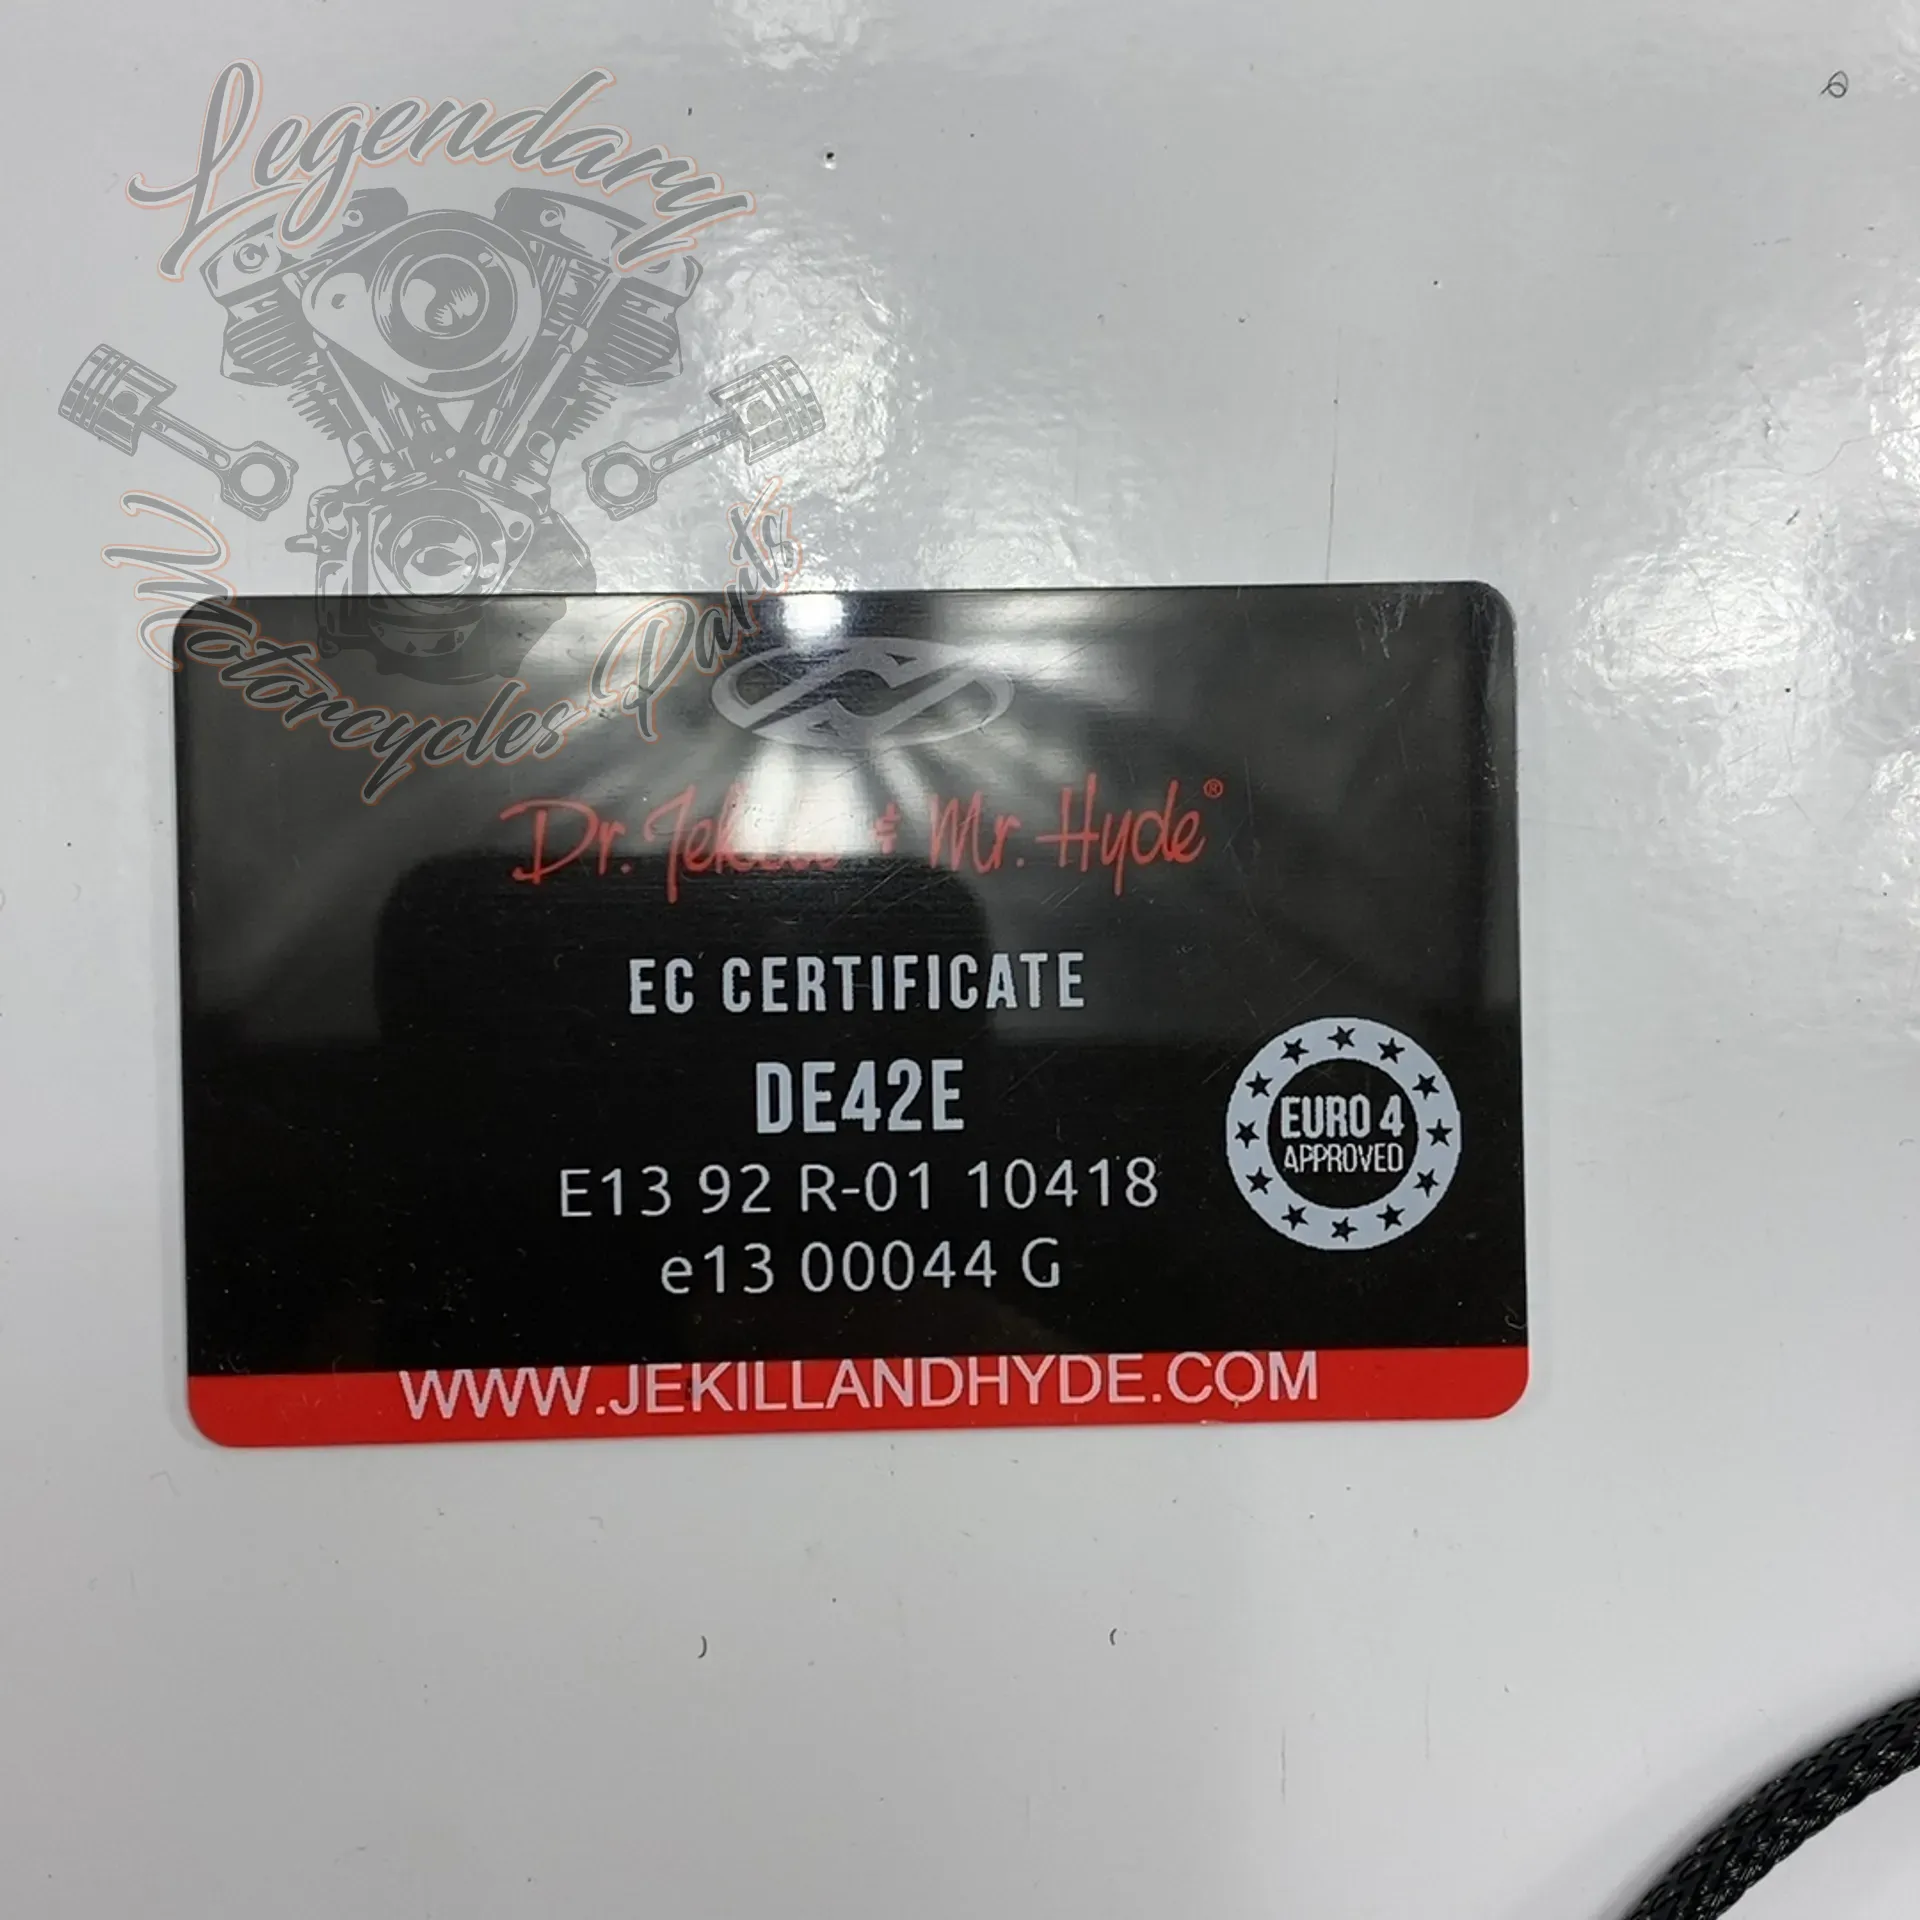 Legendary
Motorcycles Parts
Dr. Jekill & Mr. Hyde®
EC CERTIFICATE
DE42E
E13 92 R-01 10418
e13 00044 G
EURO 4
APPROVED
WWW.JEKILLANDHYDE.COM